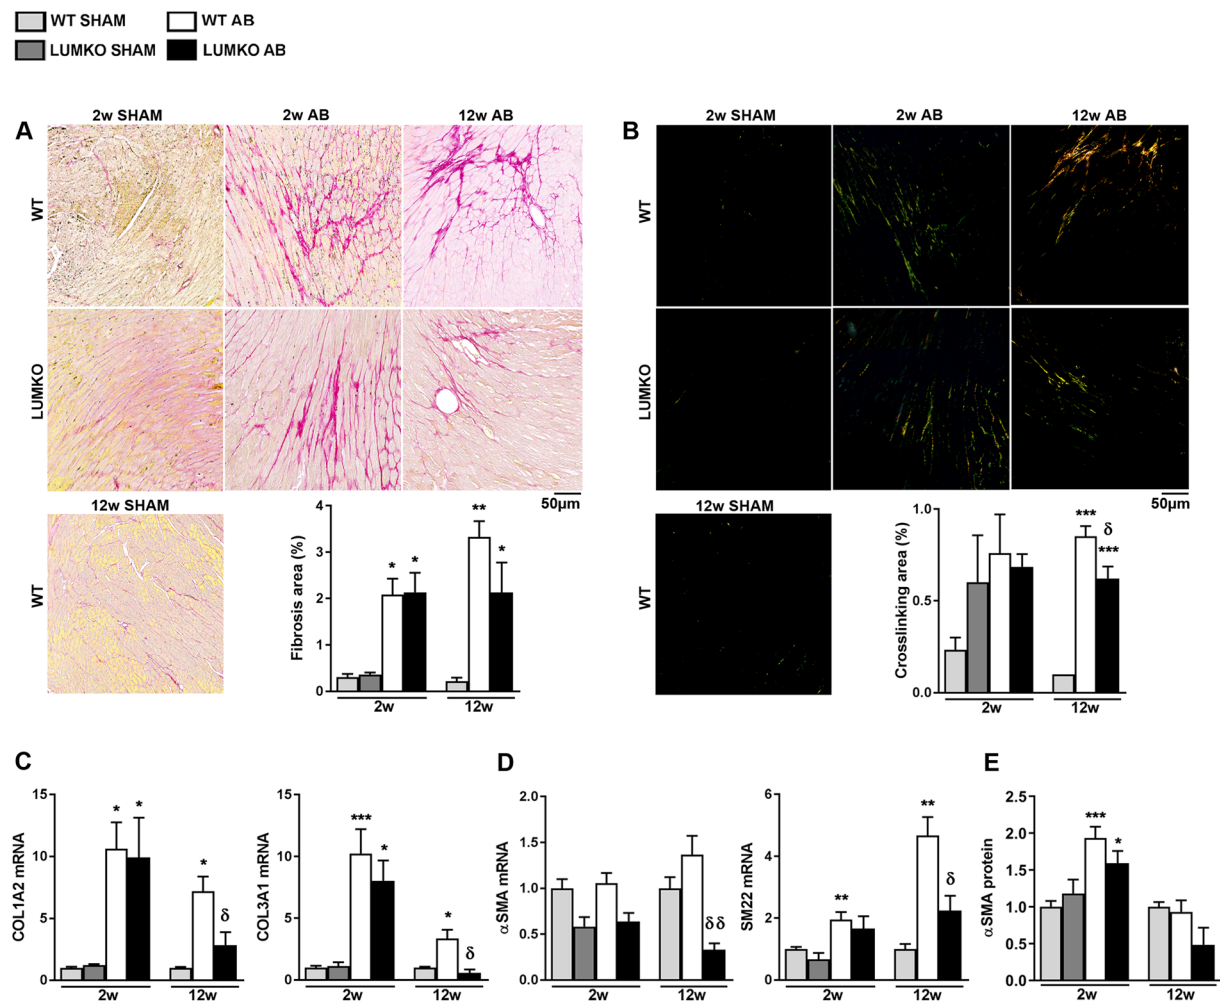 WT SHAM WT AB
LUMKO SHAM LUMKO AB
A
2w SHAM 2w AB 12w AB
WT
LUMKO
50μm
12w SHAM
WT
Fibrosis area (%)
4
3
2
1
0
* * ** *
2w 12w
B
2w SHAM 2w AB 12w AB
WT
LUMKO
50μm
12w SHAM
WT
Crosslinking area (%)
1.0
0.5
0.0
*** δ ***
2w 12w
C
COL1A2 mRNA
15
10
5
0
* * * δ
2w 12w
COL3A1 mRNA
15
10
5
0
*** * * δ
2w 12w
D
αSMA mRNA
2.0
1.5
1.0
0.5
0.0
δδ
2w 12w
SM22 mRNA
6
4
2
0
** ** δ
2w 12w
E
αSMA protein
2.5
2.0
1.5
1.0
0.5
0.0
*** *
2w 12w